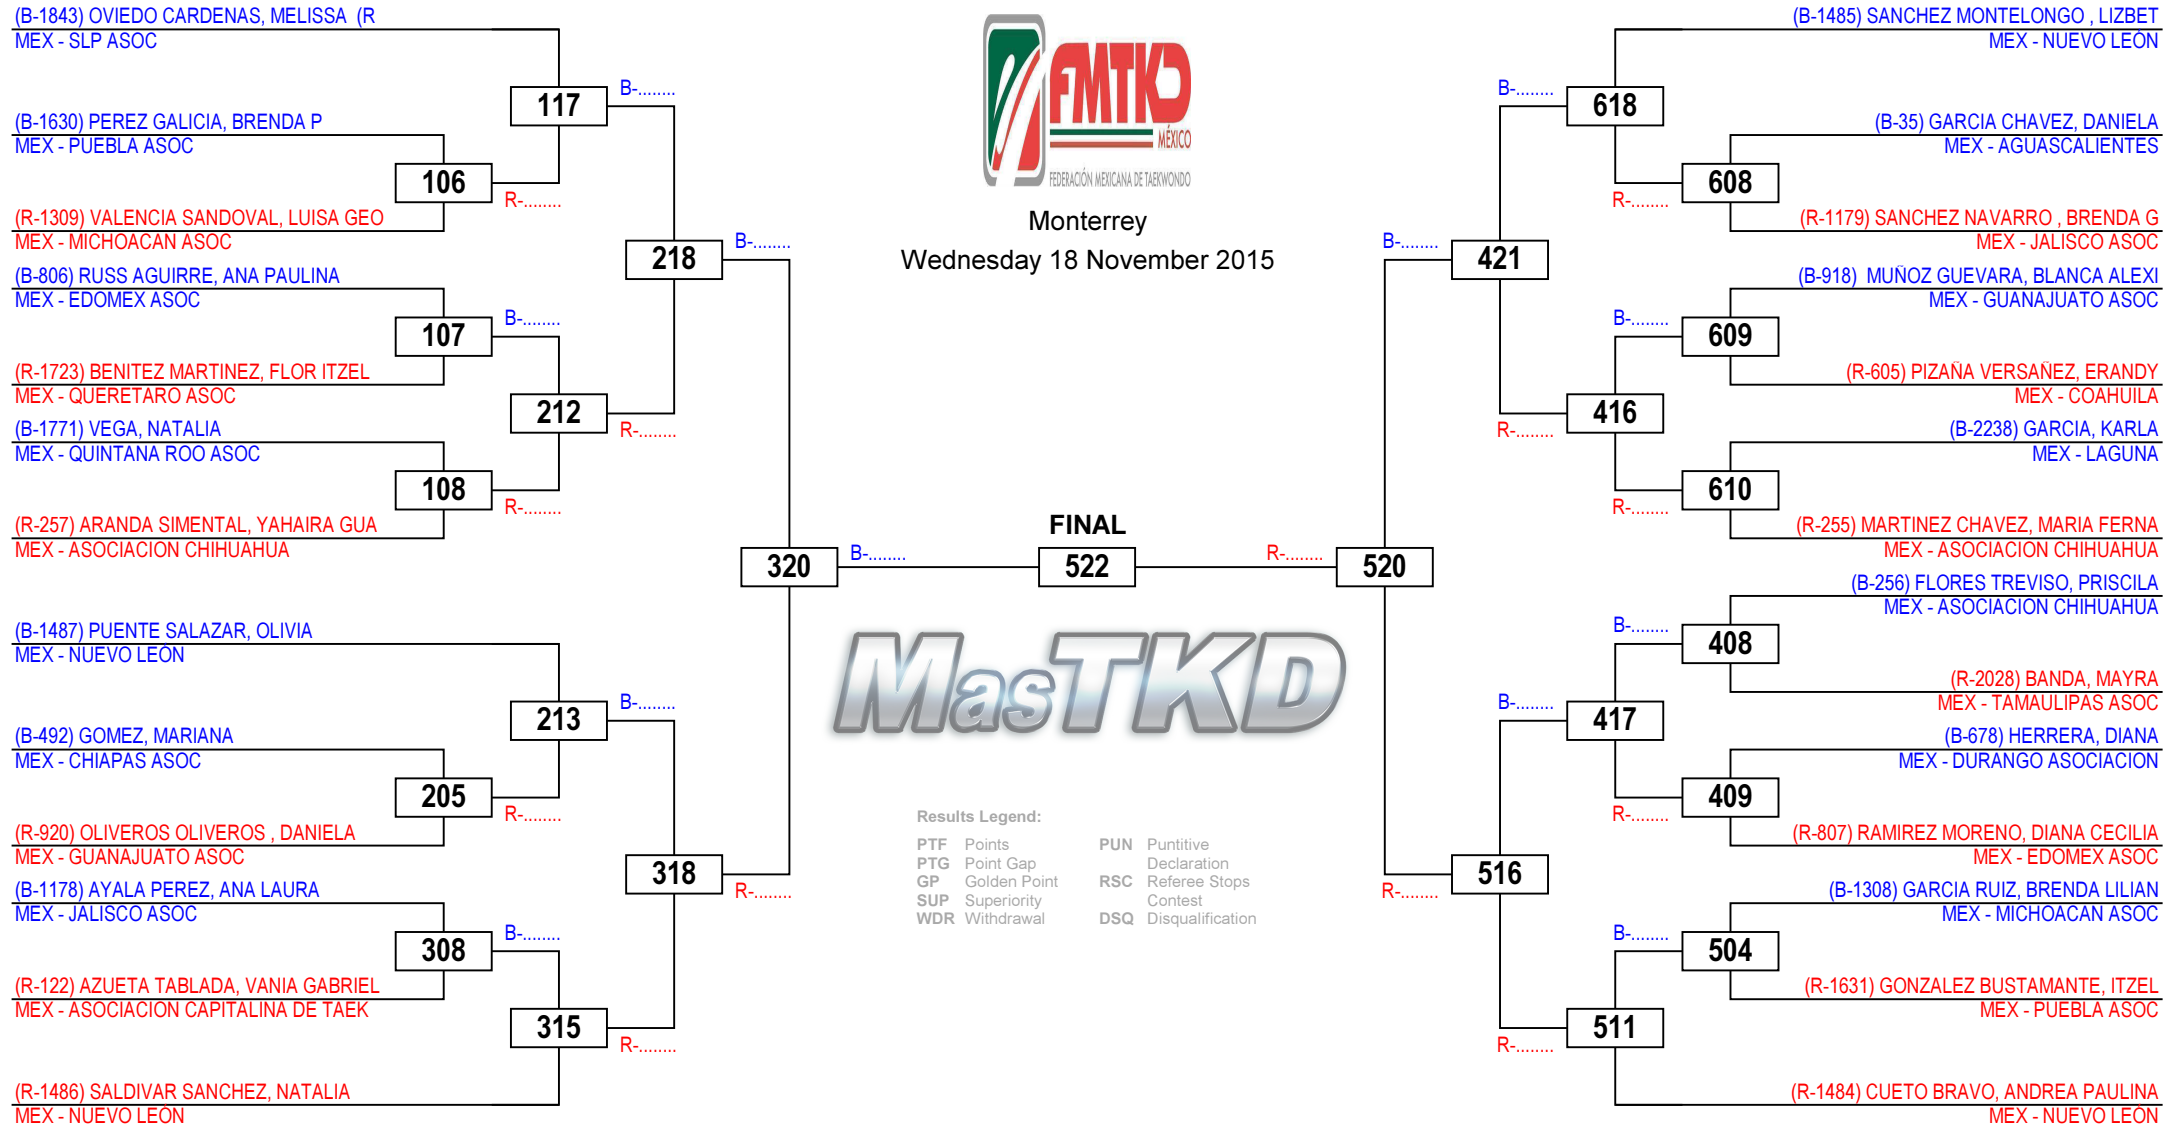 (B-1843) OVIEDO CARDENAS, MELISSA  (R
MEX - SLP ASOC
117
B-........
(B-1630) PEREZ GALICIA, BRENDA P
MEX - PUEBLA ASOC
106
R-........
(R-1309) VALENCIA SANDOVAL, LUISA GEO
MEX - MICHOACAN ASOC
218
B-........
(B-806) RUSS AGUIRRE, ANA PAULINA
MEX - EDOMEX ASOC
107
B-........
(R-1723) BENITEZ MARTINEZ, FLOR ITZEL
MEX - QUERETARO ASOC
212
R-........
(B-1771) VEGA, NATALIA
MEX - QUINTANA ROO ASOC
108
R-........
(R-257) ARANDA SIMENTAL, YAHAIRA GUA
MEX - ASOCIACION CHIHUAHUA
320
B-........
(B-1487) PUENTE SALAZAR, OLIVIA
MEX - NUEVO LEÓN
213
B-........
(B-492) GOMEZ, MARIANA
MEX - CHIAPAS ASOC
205
R-........
(R-920) OLIVEROS OLIVEROS , DANIELA
MEX - GUANAJUATO ASOC
318
R-........
(B-1178) AYALA PEREZ, ANA LAURA
MEX - JALISCO ASOC
308
B-........
(R-122) AZUETA TABLADA, VANIA GABRIEL
MEX - ASOCIACION CAPITALINA DE TAEK
315
R-........
(R-1486) SALDIVAR SANCHEZ, NATALIA
MEX - NUEVO LEÓN
FMTKD
MÉXICO
FEDERACIÓN MEXICANA DE TAEKWONDO
Monterrey
Wednesday 18 November 2015
FINAL
522
MasTKD
Results Legend:
PTF Points
PTG Point Gap
GP Golden Point
SUP Superiority
WDR Withdrawal
PUN Puntitive
Declaration
RSC Referee Stops
Contest
DSQ Disqualification
(B-1485) SANCHEZ MONTELONGO , LIZBET
MEX - NUEVO LEÓN
B-........
618
(B-35) GARCIA CHAVEZ, DANIELA
MEX - AGUASCALIENTES
608
R-........
(R-1179) SANCHEZ NAVARRO , BRENDA G
MEX - JALISCO ASOC
B-........
421
(B-918)  MUÑOZ GUEVARA, BLANCA ALEXI
MEX - GUANAJUATO ASOC
B-........
609
(R-605) PIZAÑA VERSAÑEZ, ERANDY
MEX - COAHUILA
416
R-........
(B-2238) GARCIA, KARLA
MEX - LAGUNA
610
R-........
(R-255) MARTINEZ CHAVEZ, MARIA FERNA
MEX - ASOCIACION CHIHUAHUA
R-........
520
(B-256) FLORES TREVISO, PRISCILA
MEX - ASOCIACION CHIHUAHUA
B-........
408
(R-2028) BANDA, MAYRA
MEX - TAMAULIPAS ASOC
B-........
417
(B-678) HERRERA, DIANA
MEX - DURANGO ASOCIACION
409
R-........
(R-807) RAMIREZ MORENO, DIANA CECILIA
MEX - EDOMEX ASOC
516
R-........
(B-1308) GARCIA RUIZ, BRENDA LILIAN
MEX - MICHOACAN ASOC
B-........
504
(R-1631) GONZALEZ BUSTAMANTE, ITZEL
MEX - PUEBLA ASOC
511
R-........
(R-1484) CUETO BRAVO, ANDREA PAULINA
MEX - NUEVO LEÓN